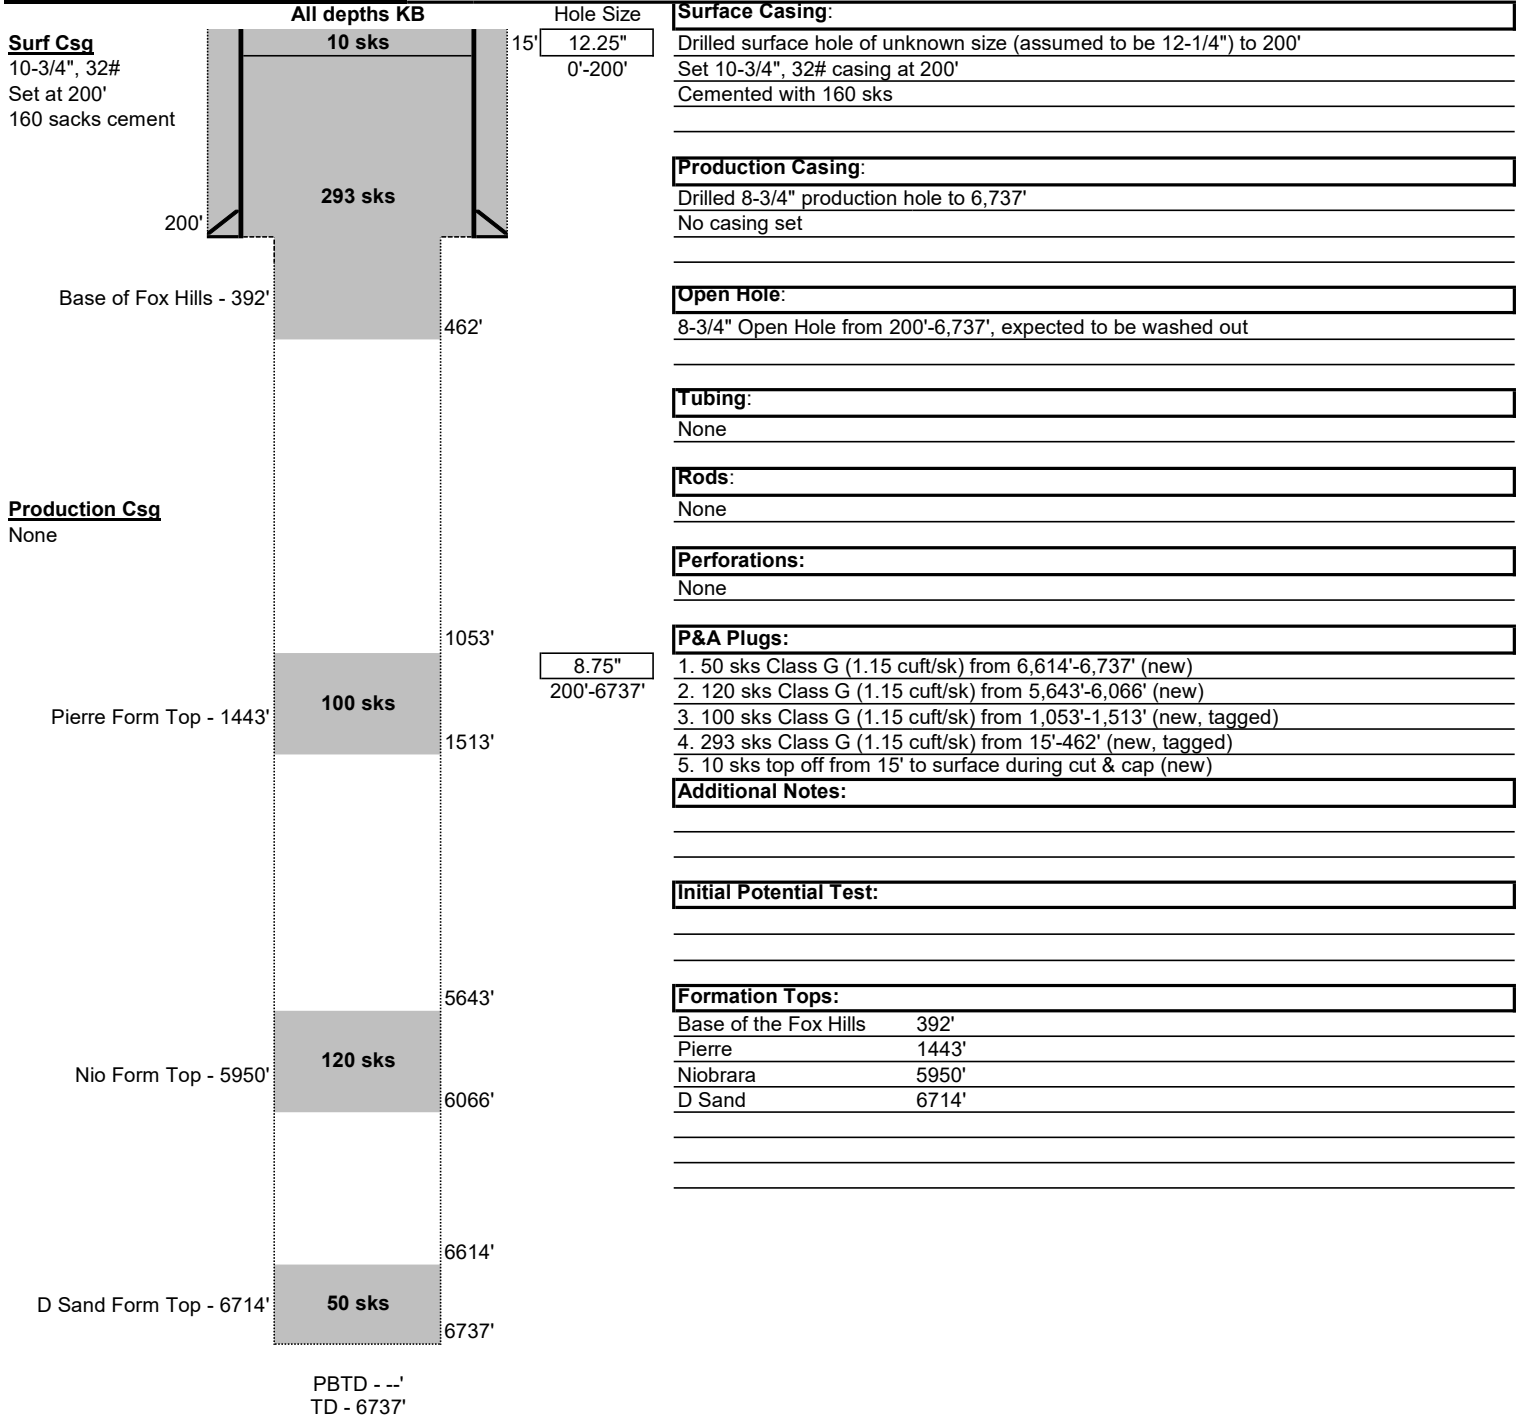 All depths KB
Hole Size
Surf Csg
10-3/4", 32#
Set at 200'
160 sacks cement
10 sks
15'
12.25"
0'-200'
293 sks
200'
Base of Fox Hills - 392'
462'
Production Csg
None
1053'
8.75"
200'-6737'
100 sks
Pierre Form Top - 1443'
1513'
5643'
120 sks
Nio Form Top - 5950'
6066'
6614'
50 sks
D Sand Form Top - 6714'
6737'
PBTD - --'
TD - 6737'
Surface Casing:
Drilled surface hole of unknown size (assumed to be 12-1/4") to 200'
Set 10-3/4", 32# casing at 200'
Cemented with 160 sks
Production Casing:
Drilled 8-3/4" production hole to 6,737'
No casing set
Open Hole:
8-3/4" Open Hole from 200'-6,737', expected to be washed out
Tubing:
None
Rods:
None
Perforations:
None
P&A Plugs:
1. 50 sks Class G (1.15 cuft/sk) from 6,614'-6,737' (new)
2. 120 sks Class G (1.15 cuft/sk) from 5,643'-6,066' (new)
3. 100 sks Class G (1.15 cuft/sk) from 1,053'-1,513' (new, tagged)
4. 293 sks Class G (1.15 cuft/sk) from 15'-462' (new, tagged)
5. 10 sks top off from 15' to surface during cut & cap (new)
Additional Notes:
Initial Potential Test:
Formation Tops:
Base of the Fox Hills 392'
Pierre 1443'
Niobrara 5950'
D Sand 6714'